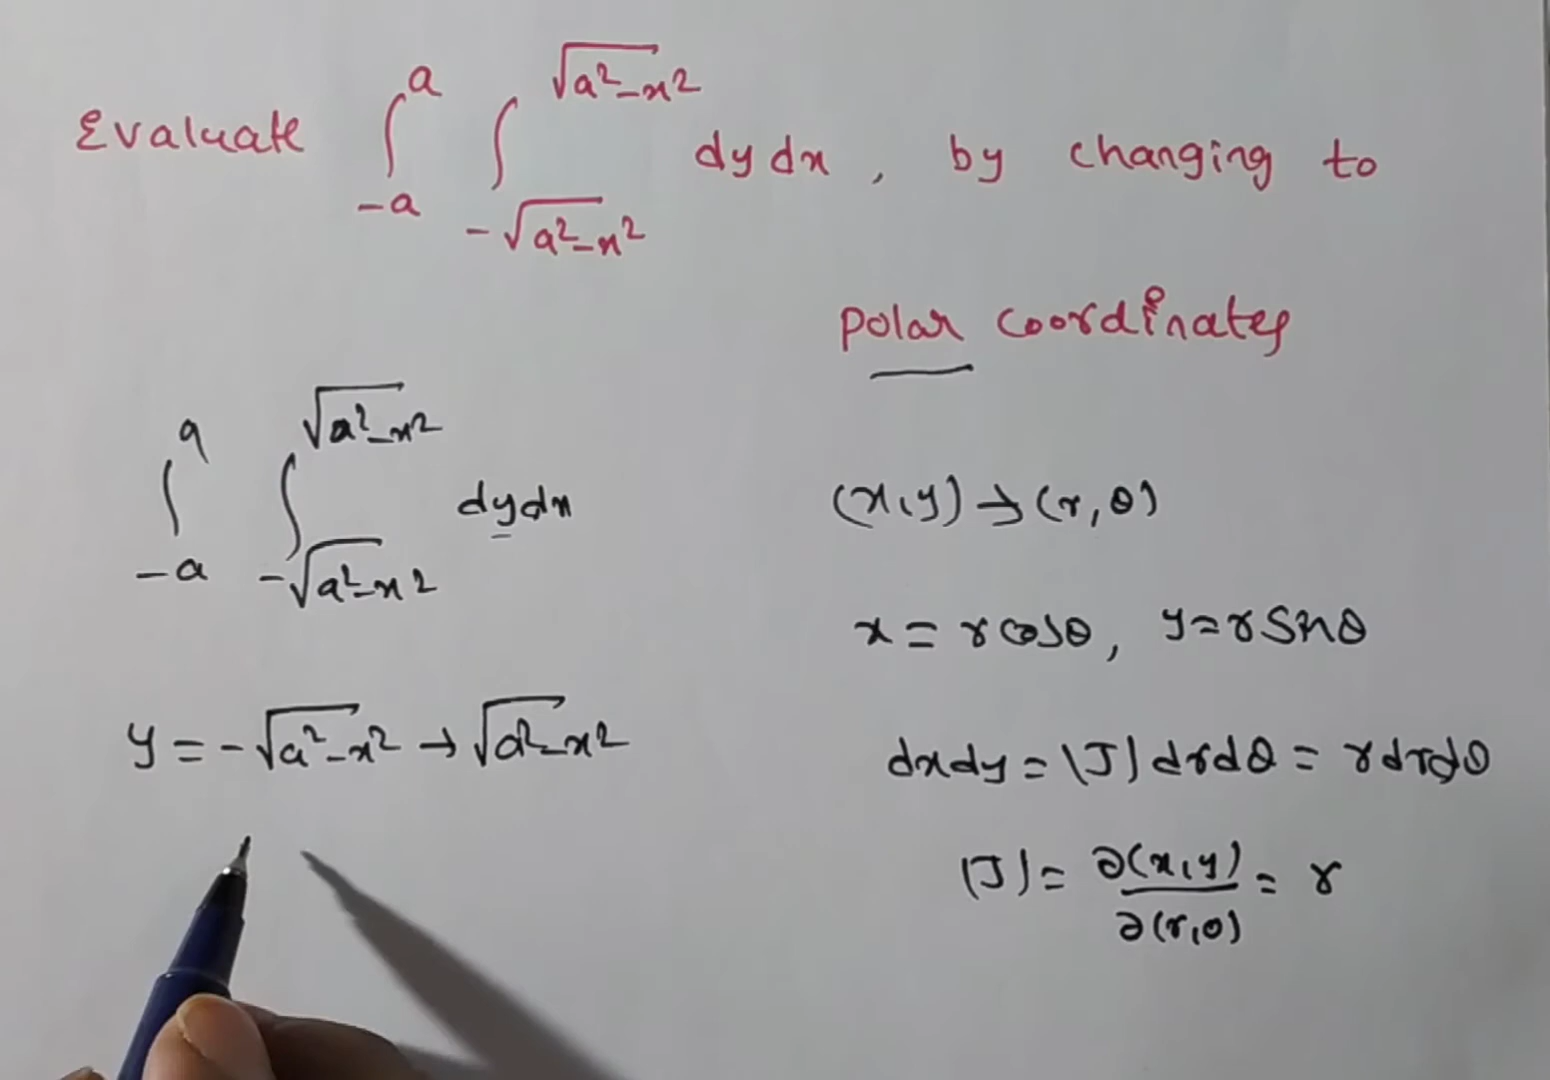 Evaluate ∫_{-a}^{a} ∫_{-√(a²-x²)}^{√(a²-x²)} dy dx , by changing to
polar coordinates
∫_{-a}^{a} ∫_{-√(a²-x²)}^{√(a²-x²)} dydx
(x,y) → (r,θ)
x = r cosθ, y = r sinθ
y = -√(a²-x²) → √(a²-x²)
dxdy = |J| drdθ = r dr dθ
|J| = ∂(x,y)/∂(r,θ) = r